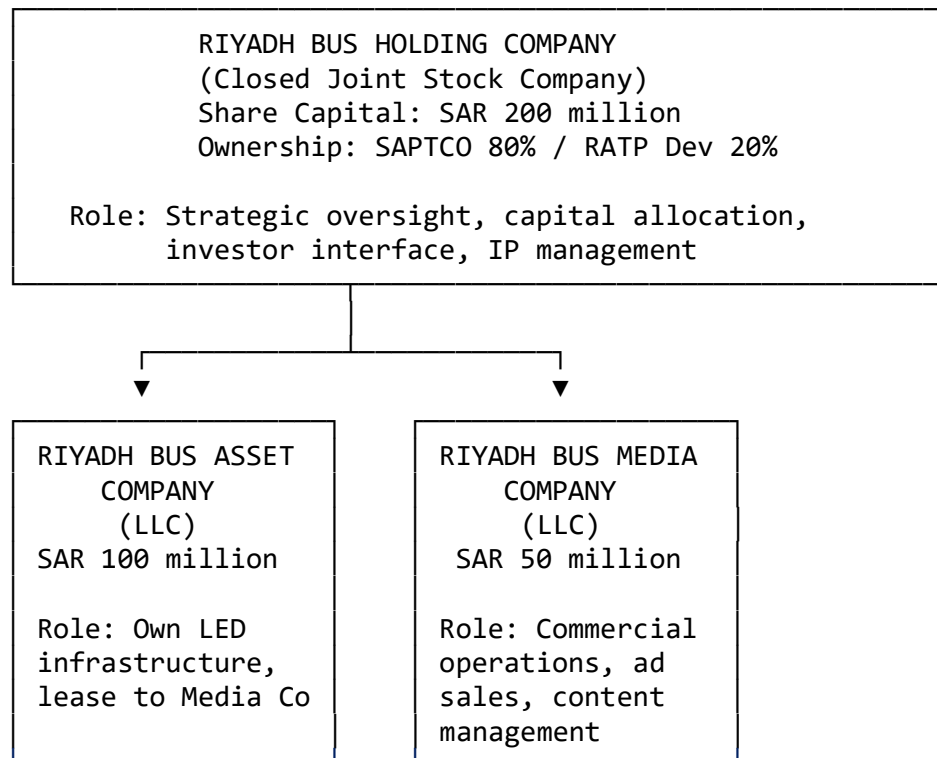 RIYADH BUS HOLDING COMPANY
(Closed Joint Stock Company)
Share Capital: SAR 200 million
Ownership: SAPTCO 80% / RATP Dev 20%
Role: Strategic oversight, capital allocation,
investor interface, IP management
RIYADH BUS ASSET
COMPANY
(LLC)
SAR 100 million
Role: Own LED
infrastructure,
lease to Media Co
RIYADH BUS MEDIA
COMPANY
(LLC)
SAR 50 million
Role: Commercial
operations, ad
sales, content
management